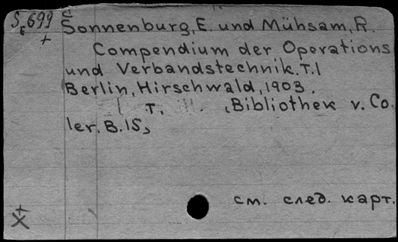 S.699
Sonnenburg, E. und Mühsam, R.
Compendium der Operations
und Verbandstechnik. T. I
Berlin, Hirschwald, 1903.
T. Bibliothek v. Co
ler. B. 15,
см. след. карт.